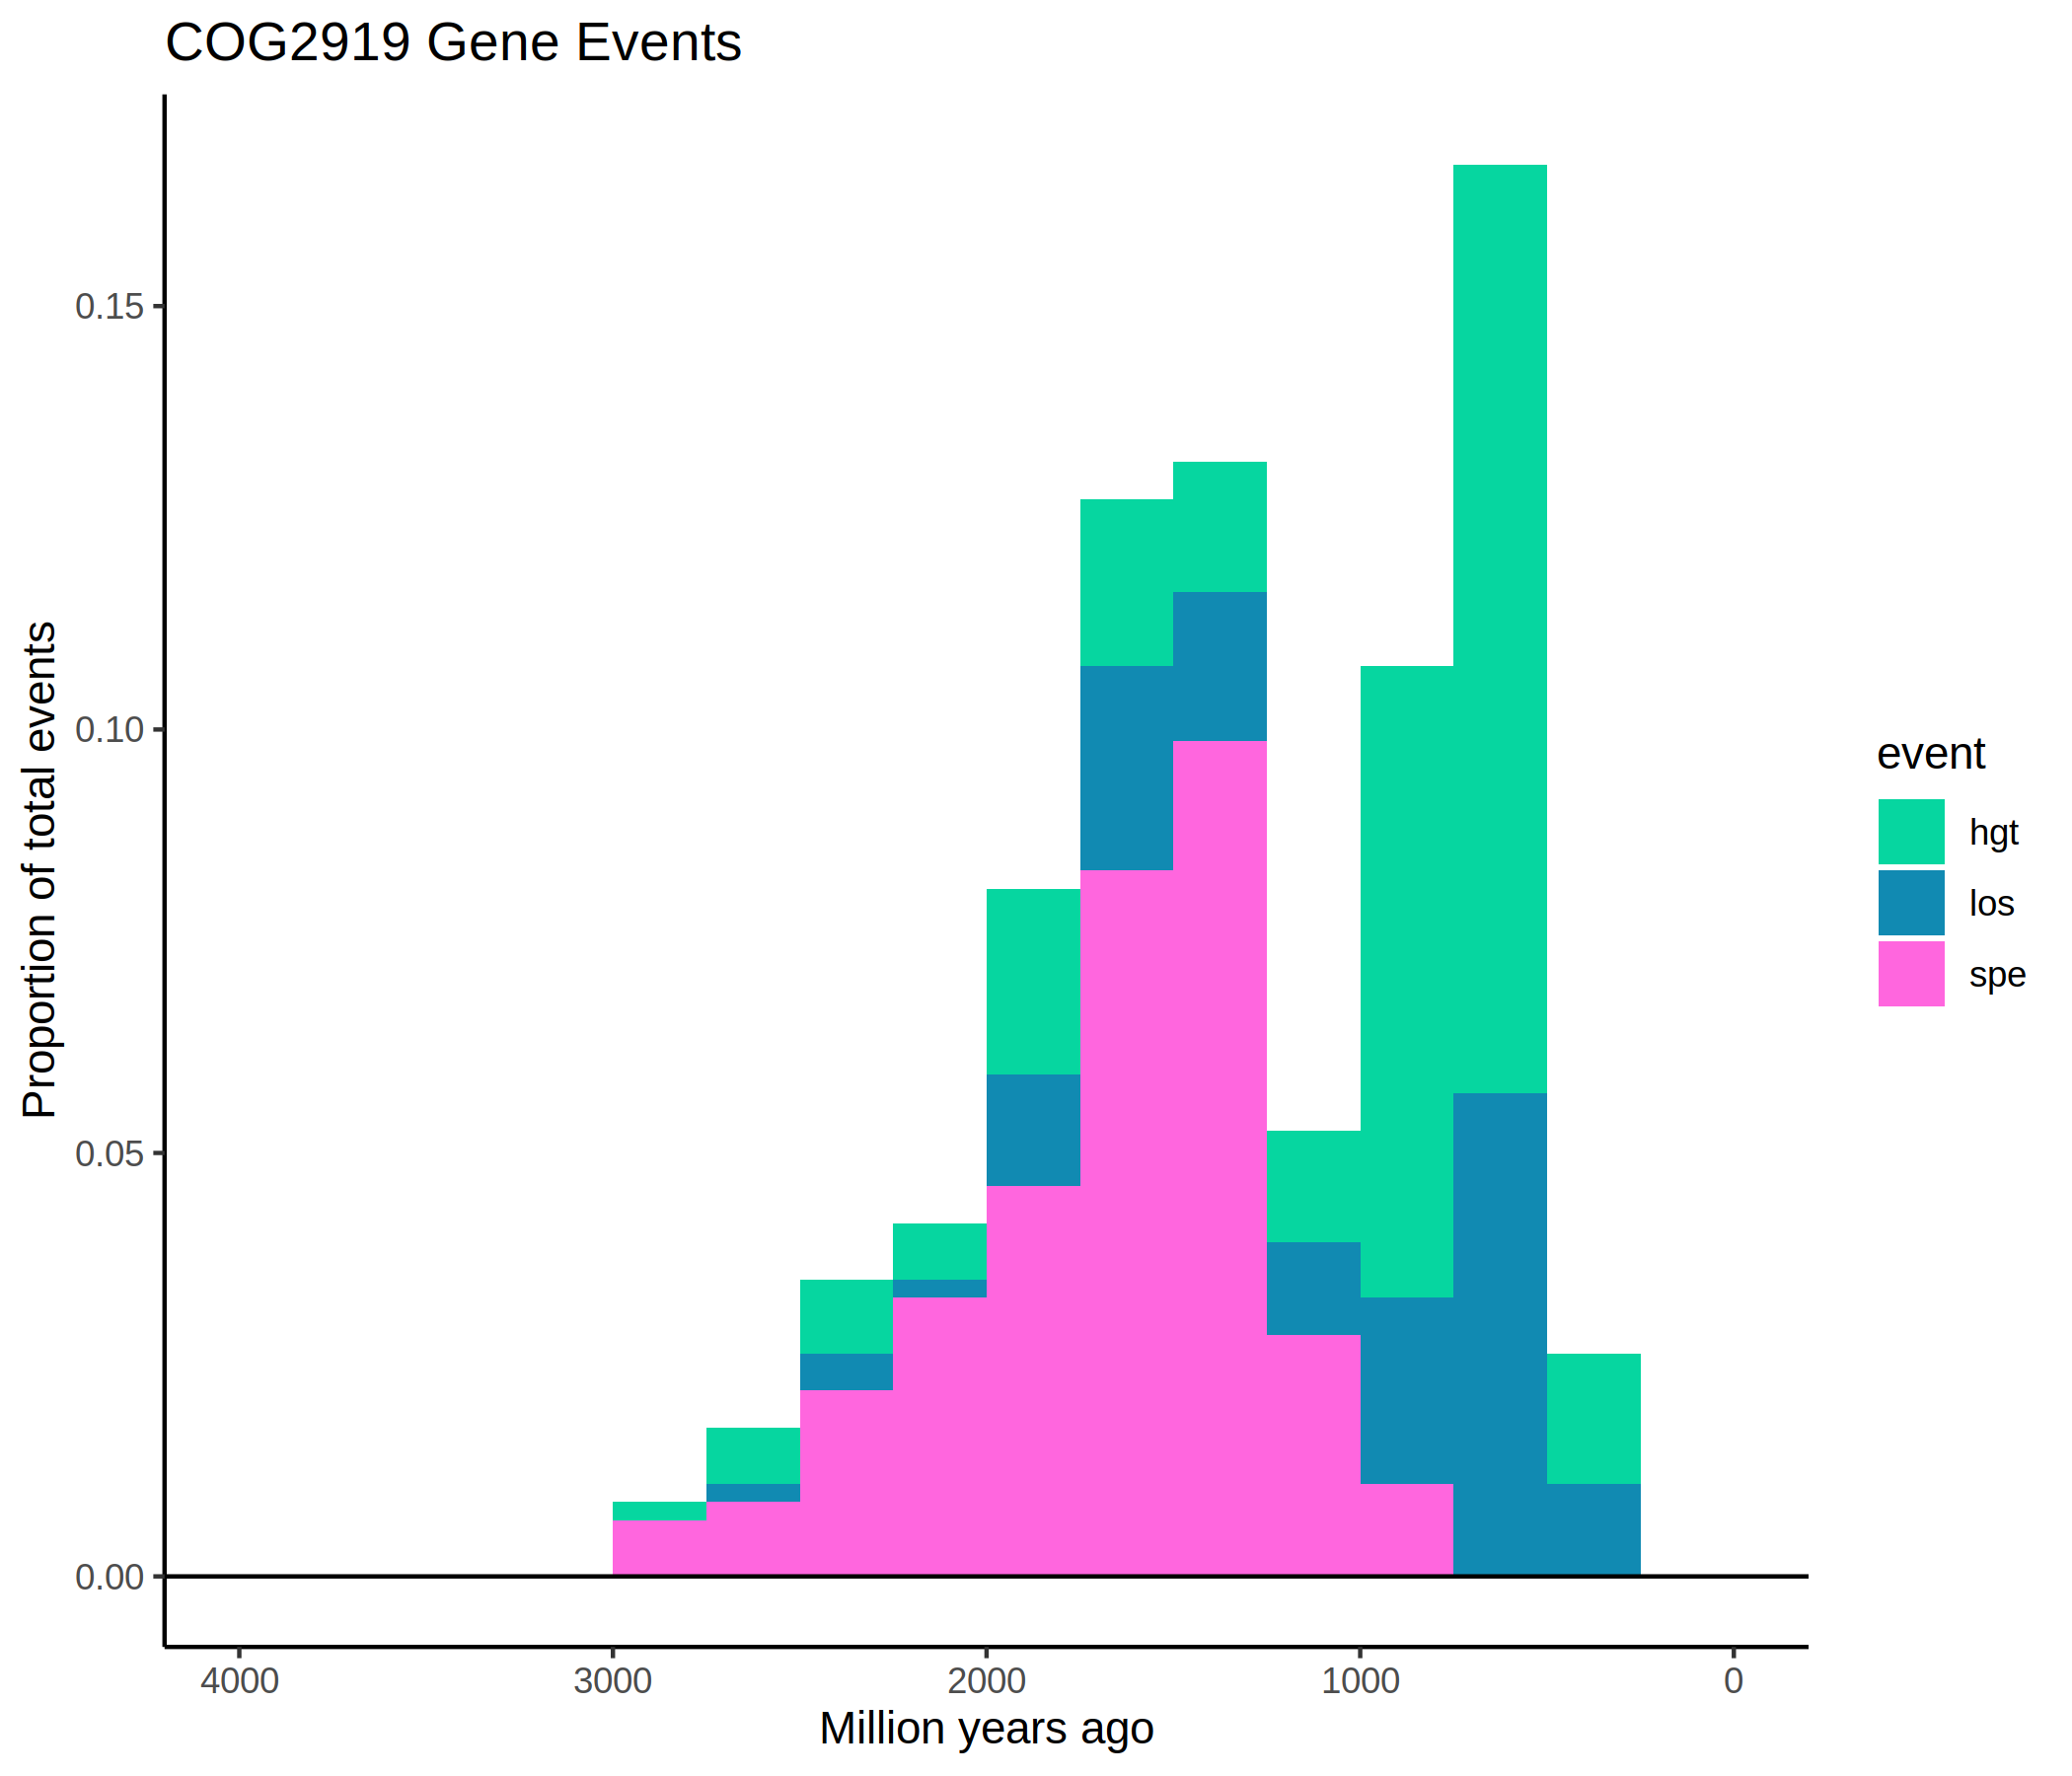 COG2919 Gene Events
Proportion of total events
0.15
0.10
0.05
0.00
4000 3000 2000 1000 0
Million years ago
event
hgt
los
spe